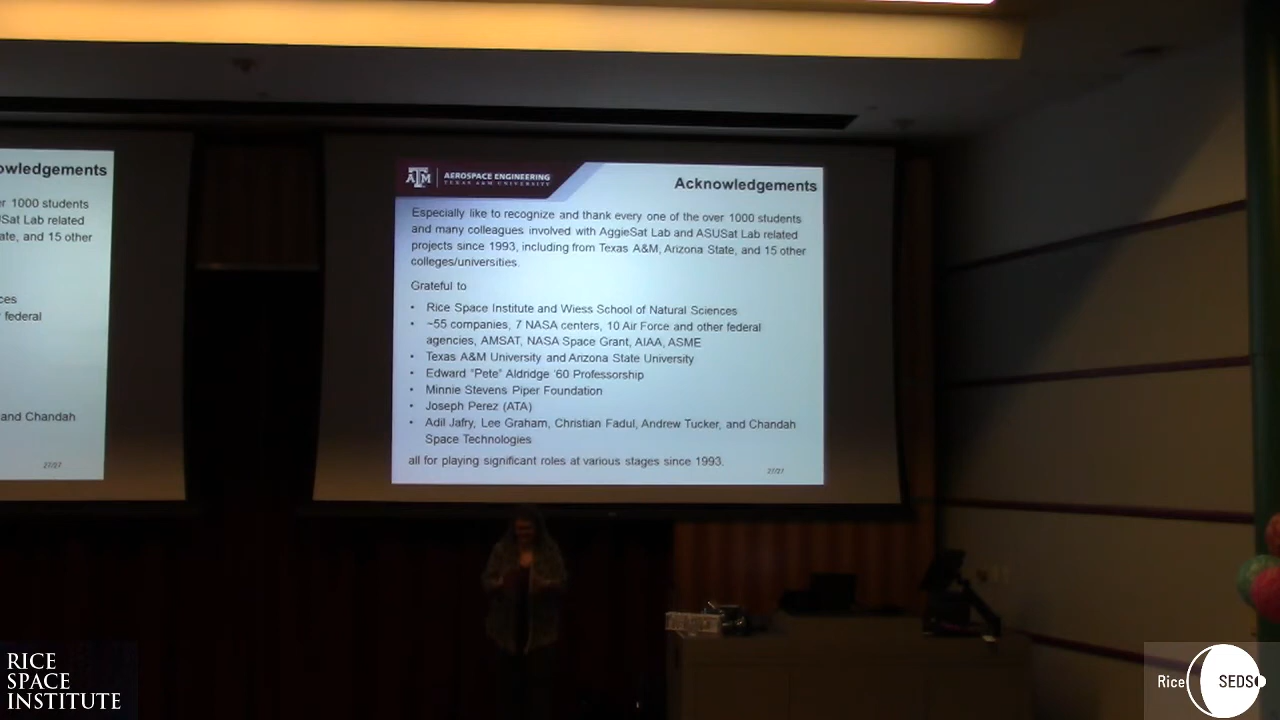 owledgements
r 1000 students
Sat Lab related
ate, and 15 other
ces
federal
and Chandah
27/27
ATM AEROSPACE ENGINEERING
TEXAS A&M UNIVERSITY
Acknowledgements
Especially like to recognize and thank every one of the over 1000 students
and many colleagues involved with AggieSat Lab and ASUSat Lab related
projects since 1993, including from Texas A&M, Arizona State, and 15 other
colleges/universities.
Grateful to
• Rice Space Institute and Wiess School of Natural Sciences
• ~55 companies, 7 NASA centers, 10 Air Force and other federal
agencies, AMSAT, NASA Space Grant, AIAA, ASME
• Texas A&M University and Arizona State University
• Edward "Pete" Aldridge '60 Professorship
• Minnie Stevens Piper Foundation
• Joseph Perez (ATA)
• Adil Jafry, Lee Graham, Christian Fadul, Andrew Tucker, and Chandah
Space Technologies
all for playing significant roles at various stages since 1993.
27/27
RICE
SPACE
INSTITUTE
Rice SEDS